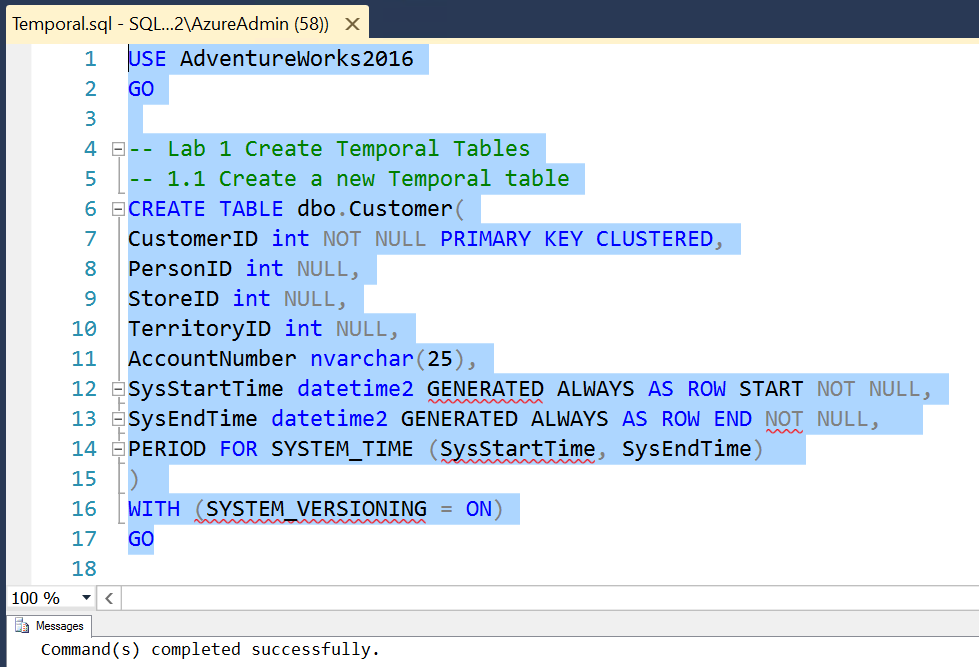 Temporal.sql - SQL...2\AzureAdmin (58))
1 USE AdventureWorks2016
2 GO
3
4 -- Lab 1 Create Temporal Tables
5 -- 1.1 Create a new Temporal table
6 CREATE TABLE dbo.Customer(
7 CustomerID int NOT NULL PRIMARY KEY CLUSTERED,
8 PersonID int NULL,
9 StoreID int NULL,
10 TerritoryID int NULL,
11 AccountNumber nvarchar(25),
12 SysStartTime datetime2 GENERATED ALWAYS AS ROW START NOT NULL,
13 SysEndTime datetime2 GENERATED ALWAYS AS ROW END NOT NULL,
14 PERIOD FOR SYSTEM_TIME (SysStartTime, SysEndTime)
15 )
16 WITH (SYSTEM_VERSIONING = ON)
17 GO
18
100 %
Messages
Command(s) completed successfully.